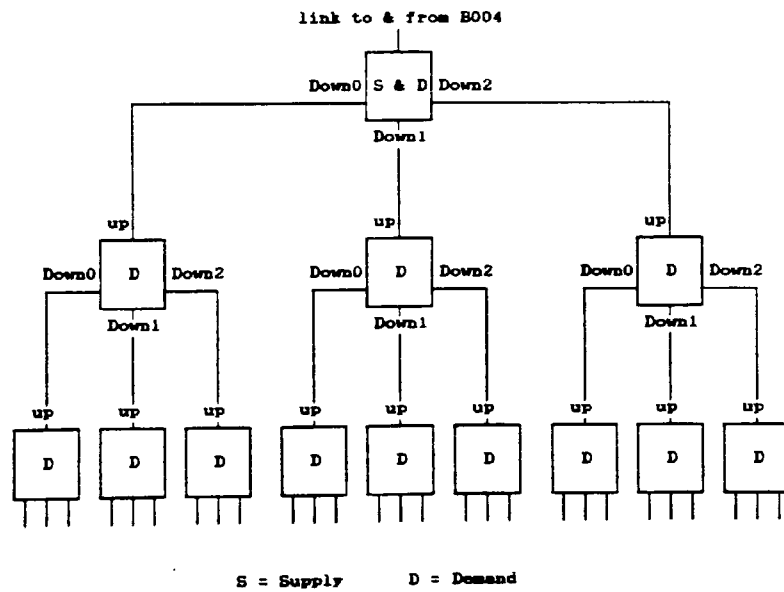 link to & from B004
Down0 S & D Down2
Down1
up up up
Down0 D Down2 Down0 D Down2 Down0 D Down2
Down1 Down1 Down1
up up up up up up up up up
D D D D D D D D D
S = Supply D = Demand